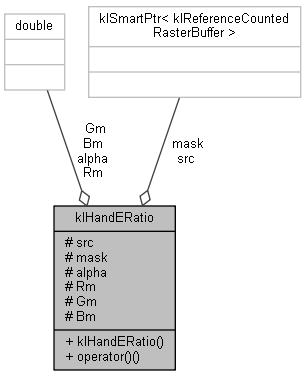 double
klSmartPtr< klReferenceCounted
RasterBuffer >
Gm
Bm
alpha
Rm
mask
src
klHandERatio
# src
# mask
# alpha
# Rm
# Gm
# Bm
+ klHandERatio()
+ operator()()